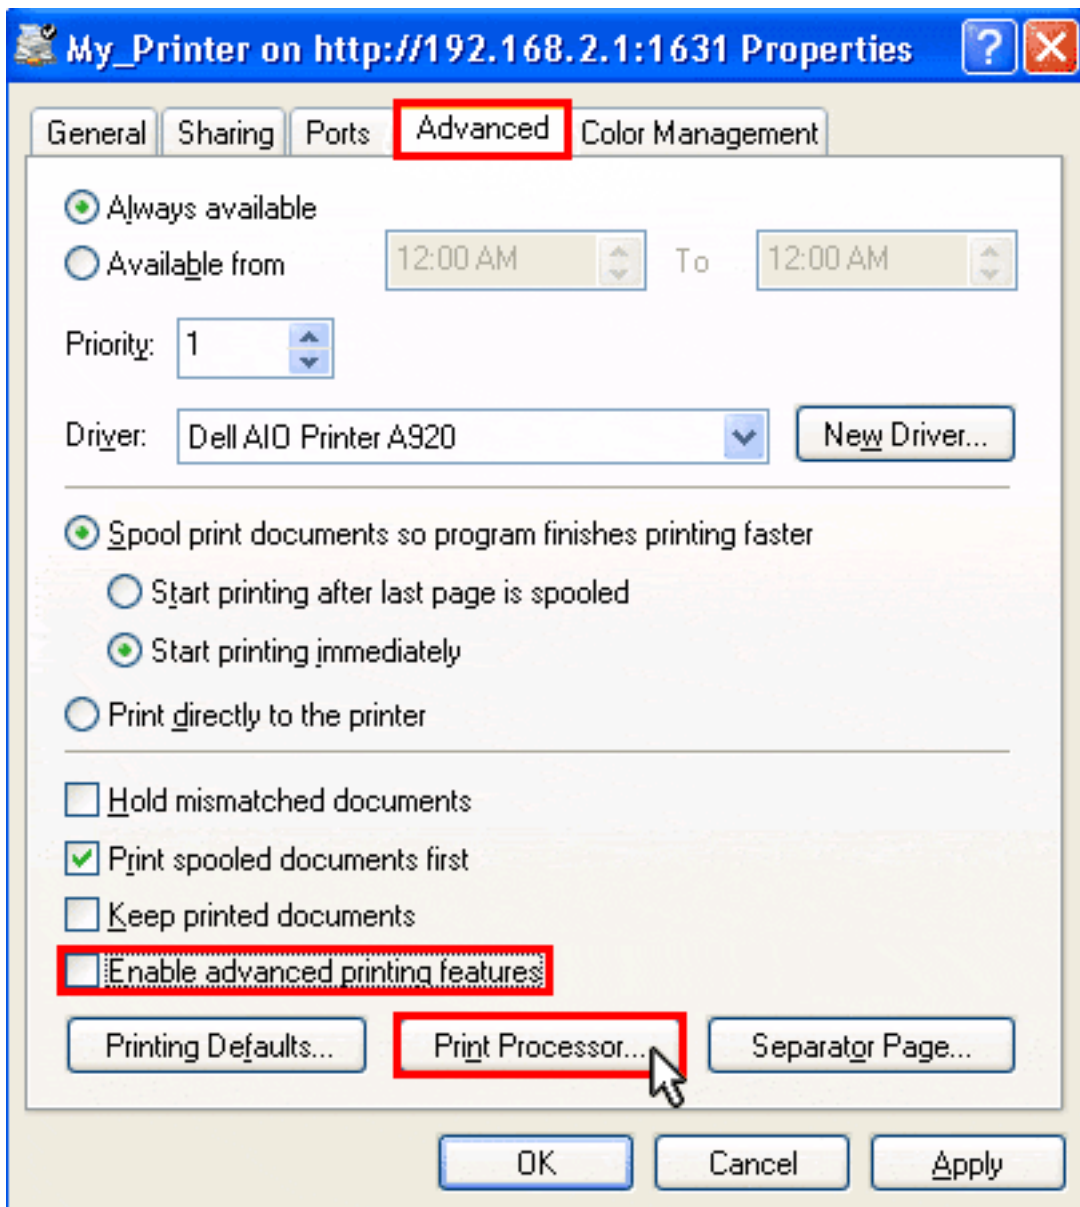 My_Printer on http://192.168.2.1:1631 Properties
General Sharing Ports Advanced Color Management
Always available
Available from 12:00 AM To 12:00 AM
Priority: 1
Driver: Dell AIO Printer A920 New Driver...
Spool print documents so program finishes printing faster
Start printing after last page is spooled
Start printing immediately
Print directly to the printer
Hold mismatched documents
Print spooled documents first
Keep printed documents
Enable advanced printing features
Printing Defaults... Print Processor... Separator Page...
OK Cancel Apply